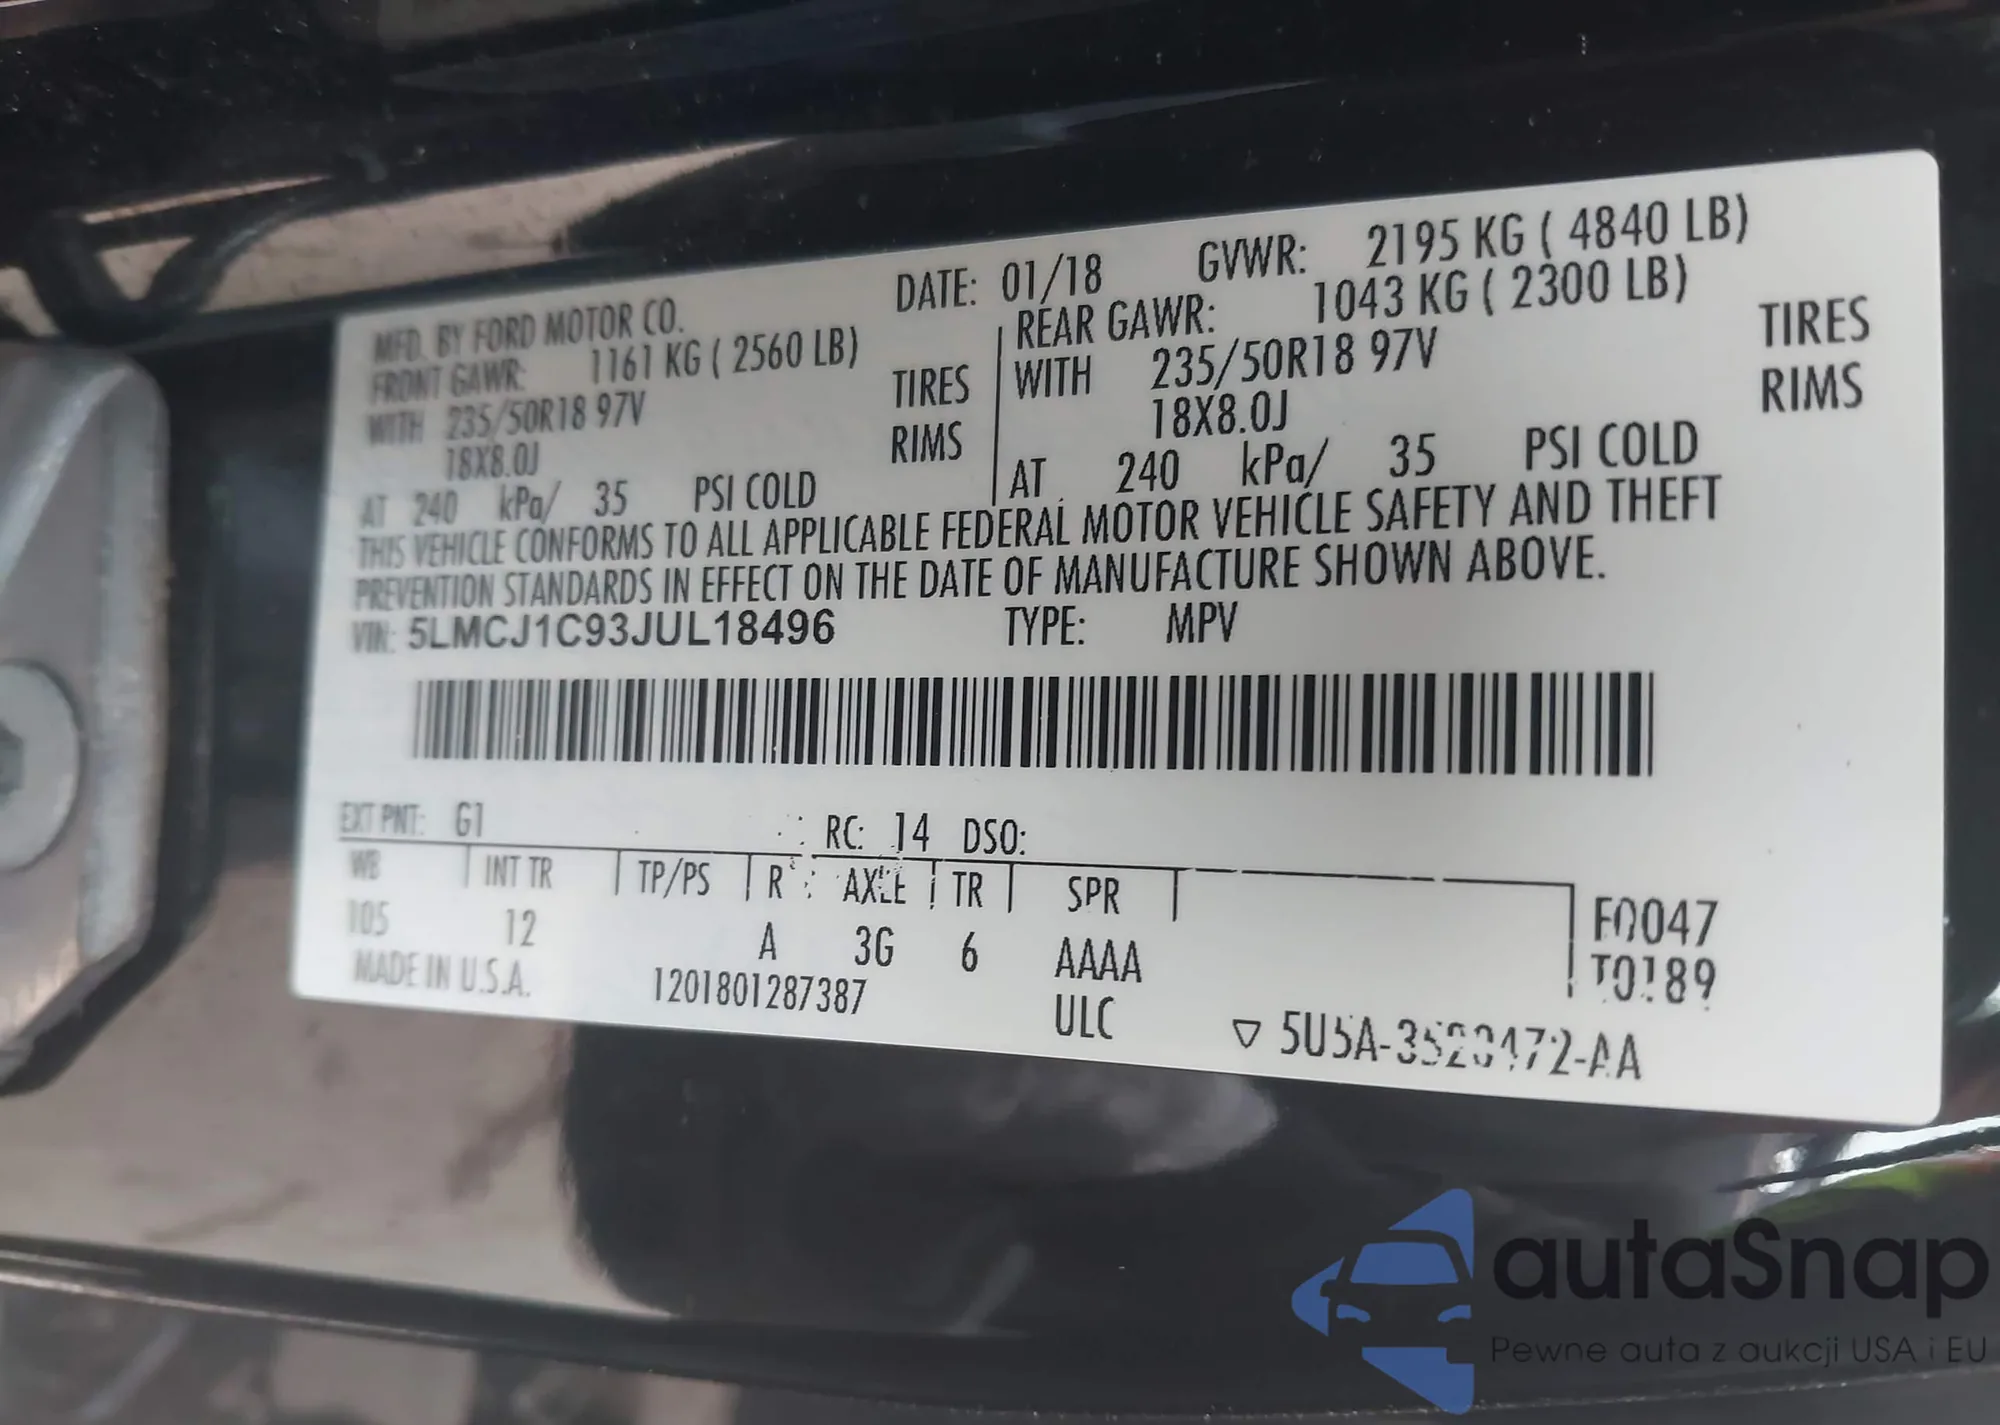 MFD. BY FORD MOTOR CO. DATE: 01/18 GVWR: 2195 KG ( 4840 LB)
FRONT GAWR: 1161 KG ( 2560 LB) REAR GAWR: 1043 KG ( 2300 LB)
WITH 235/50R18 97V TIRES WITH 235/50R18 97V TIRES
18X8.0J RIMS 18X8.0J RIMS
AT 240 kPa/ 35 PSI COLD AT 240 kPa/ 35 PSI COLD
THIS VEHICLE CONFORMS TO ALL APPLICABLE FEDERAL MOTOR VEHICLE SAFETY AND THEFT
PREVENTION STANDARDS IN EFFECT ON THE DATE OF MANUFACTURE SHOWN ABOVE.
VIN: 5LMCJ1C93JUL18496 TYPE: MPV
EXT PNT: G1 RC: 14 DSO:
WB INT TR TP/PS R AXLE TR SPR F0047
105 12 A 3G 6 AAAA T0189
MADE IN U.S.A. 1201801287387 ULC
autaSnap
Pewne auta z aukcji USA i EU